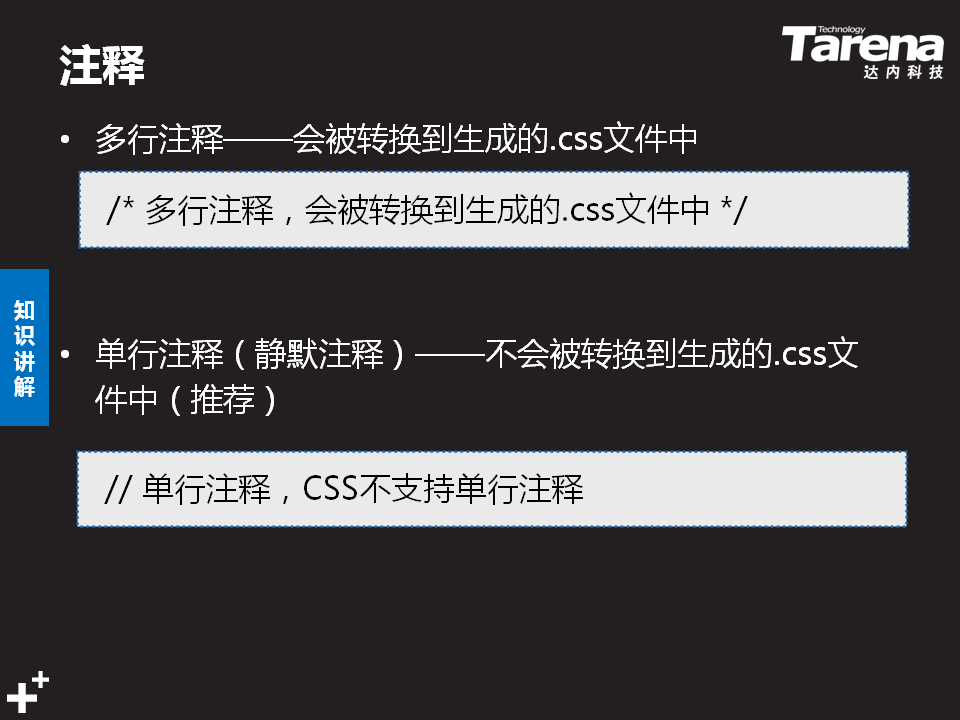 注释
Technology
Tarena
达内科技
• 多行注释——会被转换到生成的.css文件中
/* 多行注释，会被转换到生成的.css文件中 */
知识讲解
• 单行注释（静默注释）——不会被转换到生成的.css文
件中（推荐）
// 单行注释，CSS不支持单行注释